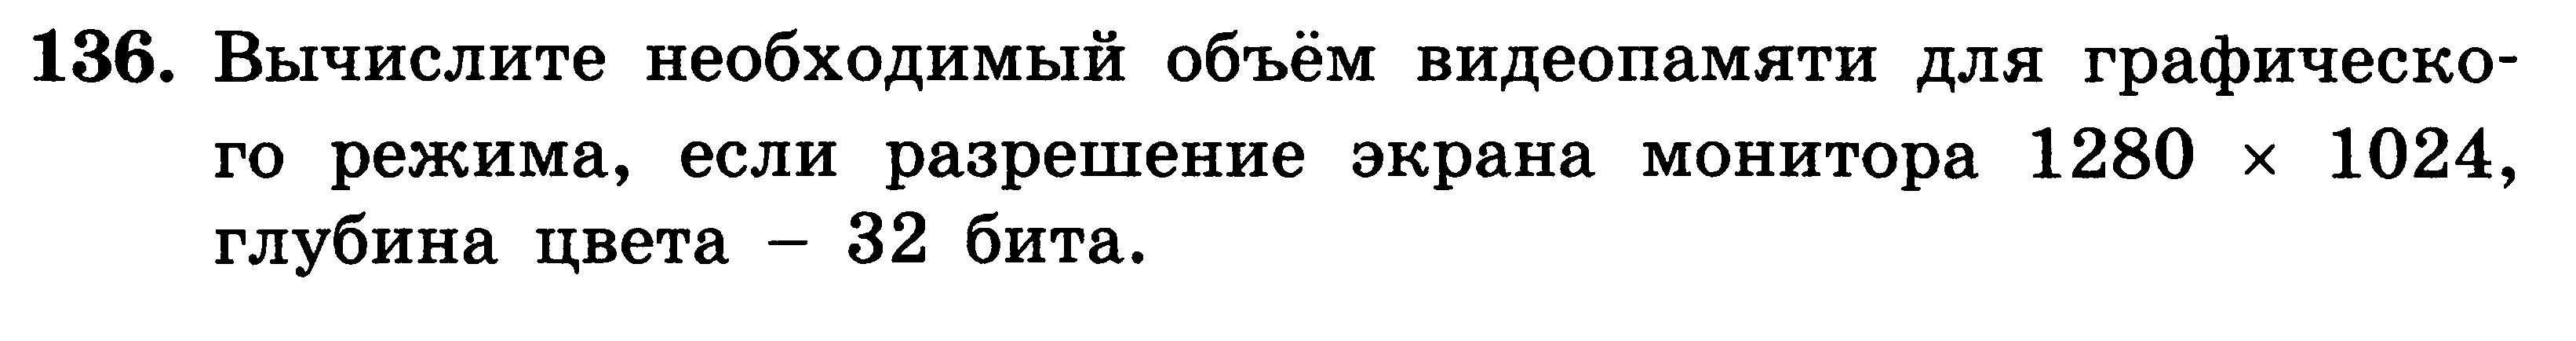 136. Вычислите необходимый объём видеопамяти для графическо-
го режима, если разрешение экрана монитора 1280 × 1024,
глубина цвета – 32 бита.